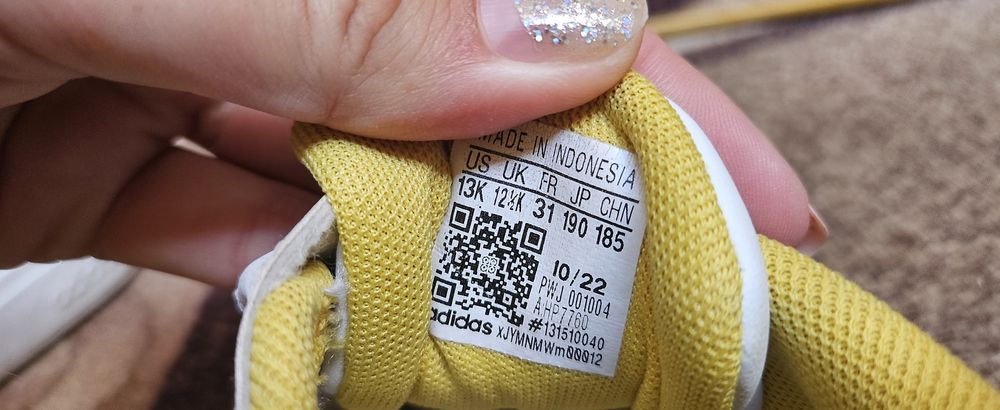 MADE IN INDONESIA
US UK FR JP CHN
13K 12½K 31 190 185
10/22
PWJ 001004
A:HP7760
#131510040
adidas XJYMNMWm00012